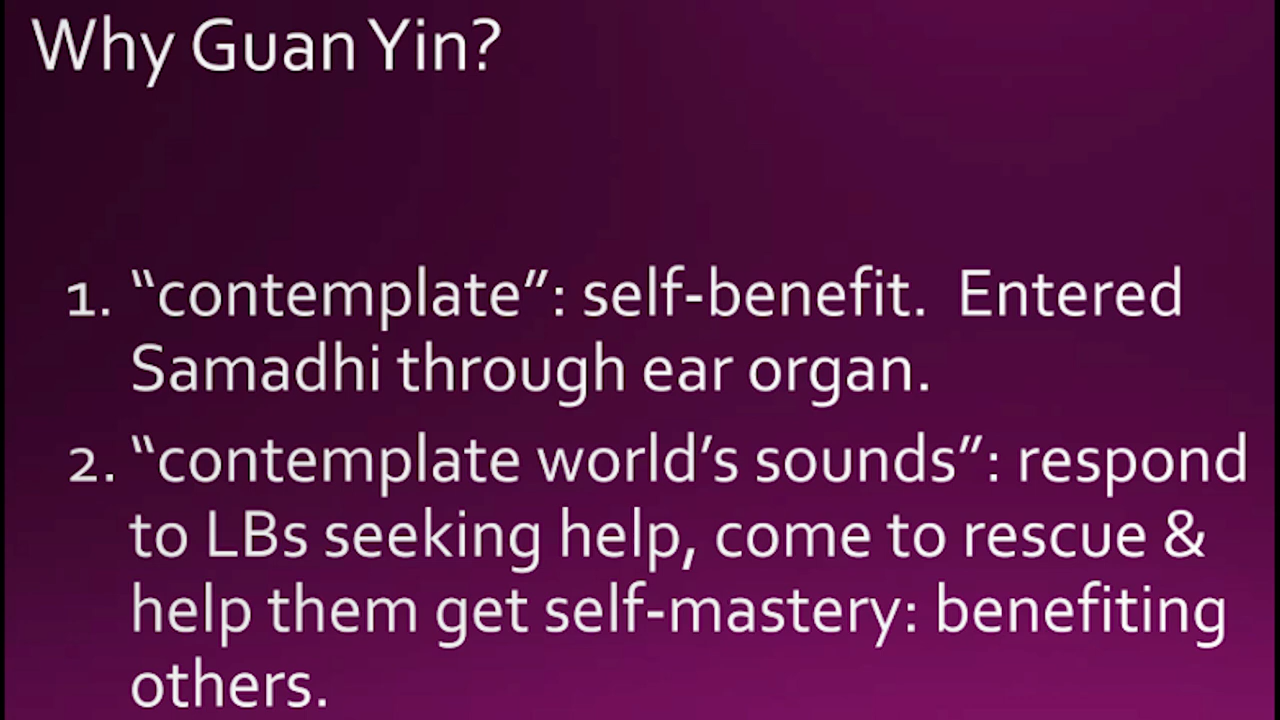 Why Guan Yin?
1. “contemplate”: self-benefit.  Entered
Samadhi through ear organ.
2. “contemplate world’s sounds”: respond
to LBs seeking help, come to rescue &
help them get self-mastery: benefiting
others.